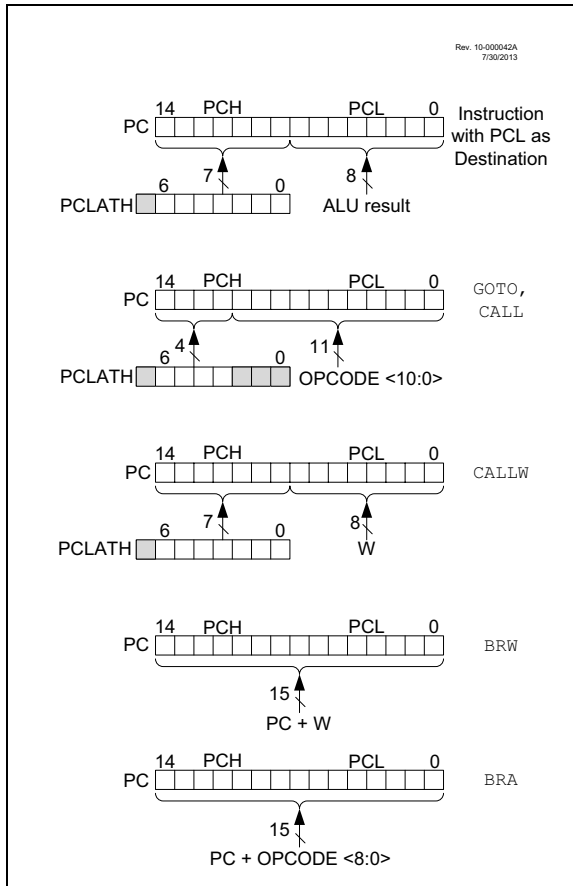 Rev. 10-000042A
7/30/2013
14 PCH PCL 0
PC
Instruction
with PCL as
Destination
7 8
6 0
PCLATH
ALU result
14 PCH PCL 0
PC
GOTO,
CALL
4 11
6 0
PCLATH
OPCODE <10:0>
14 PCH PCL 0
PC
CALLW
7 8
6 0
PCLATH
W
14 PCH PCL 0
PC
BRW
15
PC + W
14 PCH PCL 0
PC
BRA
15
PC + OPCODE <8:0>